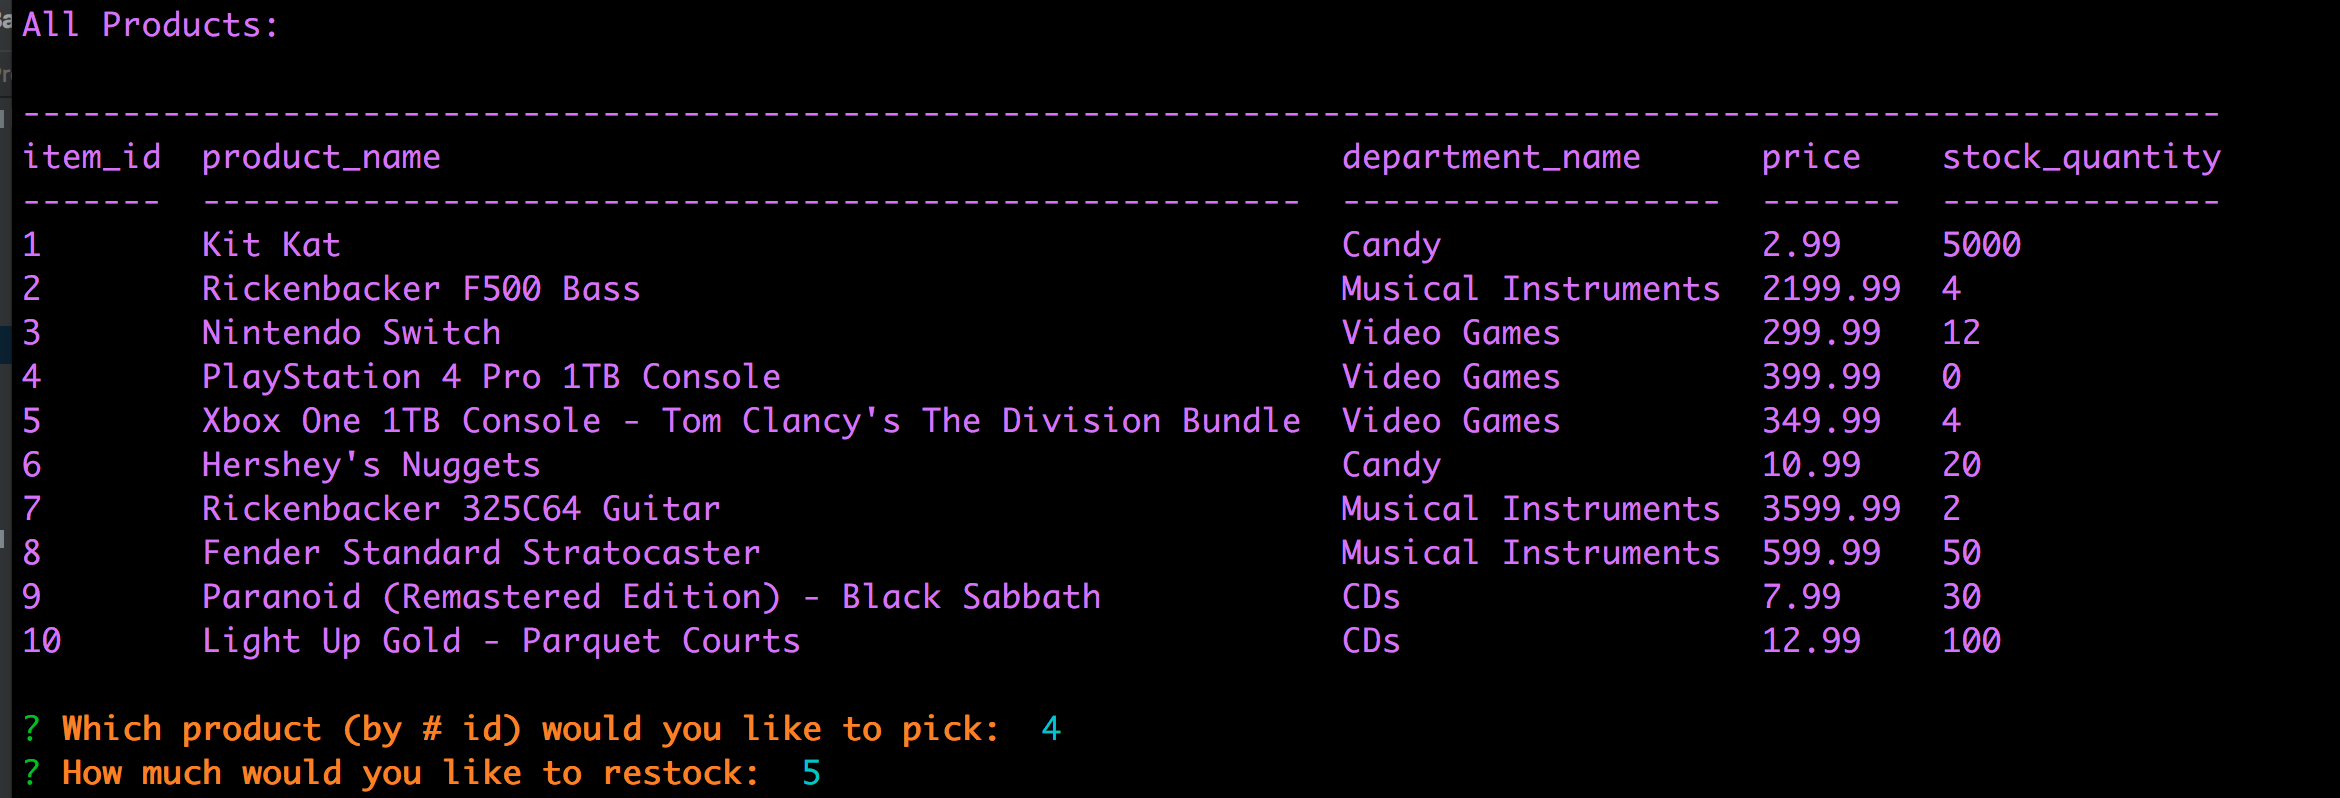 All Products:
--------------------------------------------------------------------------------------------------------------
item_id  product_name                                             department_name      price    stock_quantity
-------  -------------------------------------------------------  -------------------  -------  --------------
1        Kit Kat                                                  Candy                2.99     5000
2        Rickenbacker F500 Bass                                   Musical Instruments  2199.99  4
3        Nintendo Switch                                          Video Games          299.99   12
4        PlayStation 4 Pro 1TB Console                            Video Games          399.99   0
5        Xbox One 1TB Console - Tom Clancy's The Division Bundle  Video Games          349.99   4
6        Hershey's Nuggets                                        Candy                10.99    20
7        Rickenbacker 325C64 Guitar                               Musical Instruments  3599.99  2
8        Fender Standard Stratocaster                             Musical Instruments  599.99   50
9        Paranoid (Remastered Edition) - Black Sabbath            CDs                  7.99     30
10       Light Up Gold - Parquet Courts                           CDs                  12.99    100
? Which product (by # id) would you like to pick:  4
? How much would you like to restock:  5